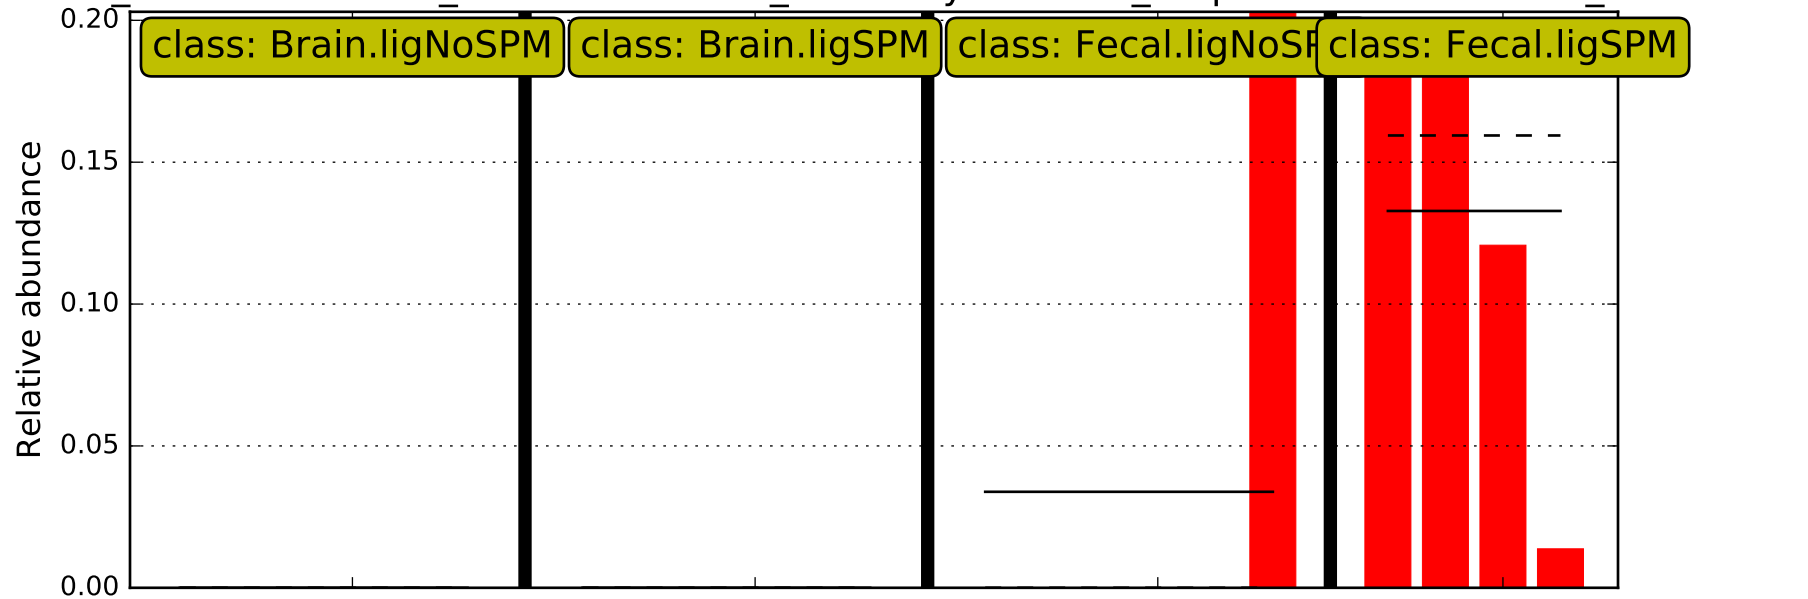 0.20
class: Brain.ligNoSPM
class: Brain.ligSPM
class: Fecal.ligNoSP
class: Fecal.ligSPM
0.15
0.10
0.05
0.00
Relative abundance